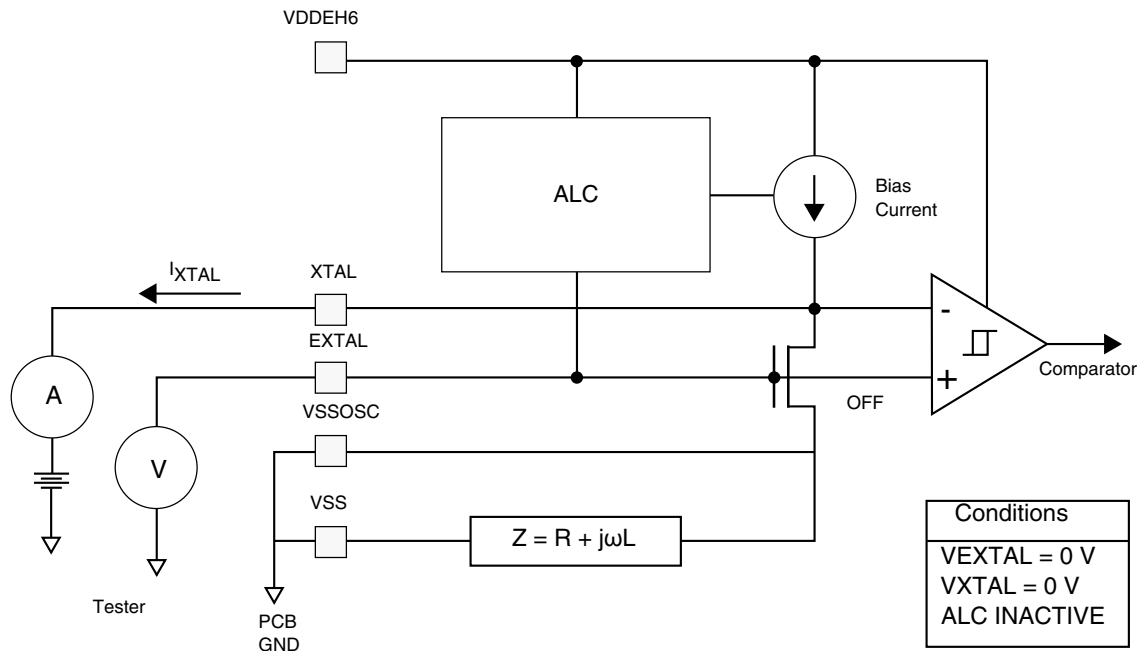 VDDEH6
ALC
Bias
Current
I_XTAL
XTAL
EXTAL
-
+
Comparator
A
V
OFF
VSSOSC
VSS
Z = R + jωL
Tester
PCB
GND
Conditions
VEXTAL = 0 V
VXTAL = 0 V
ALC INACTIVE